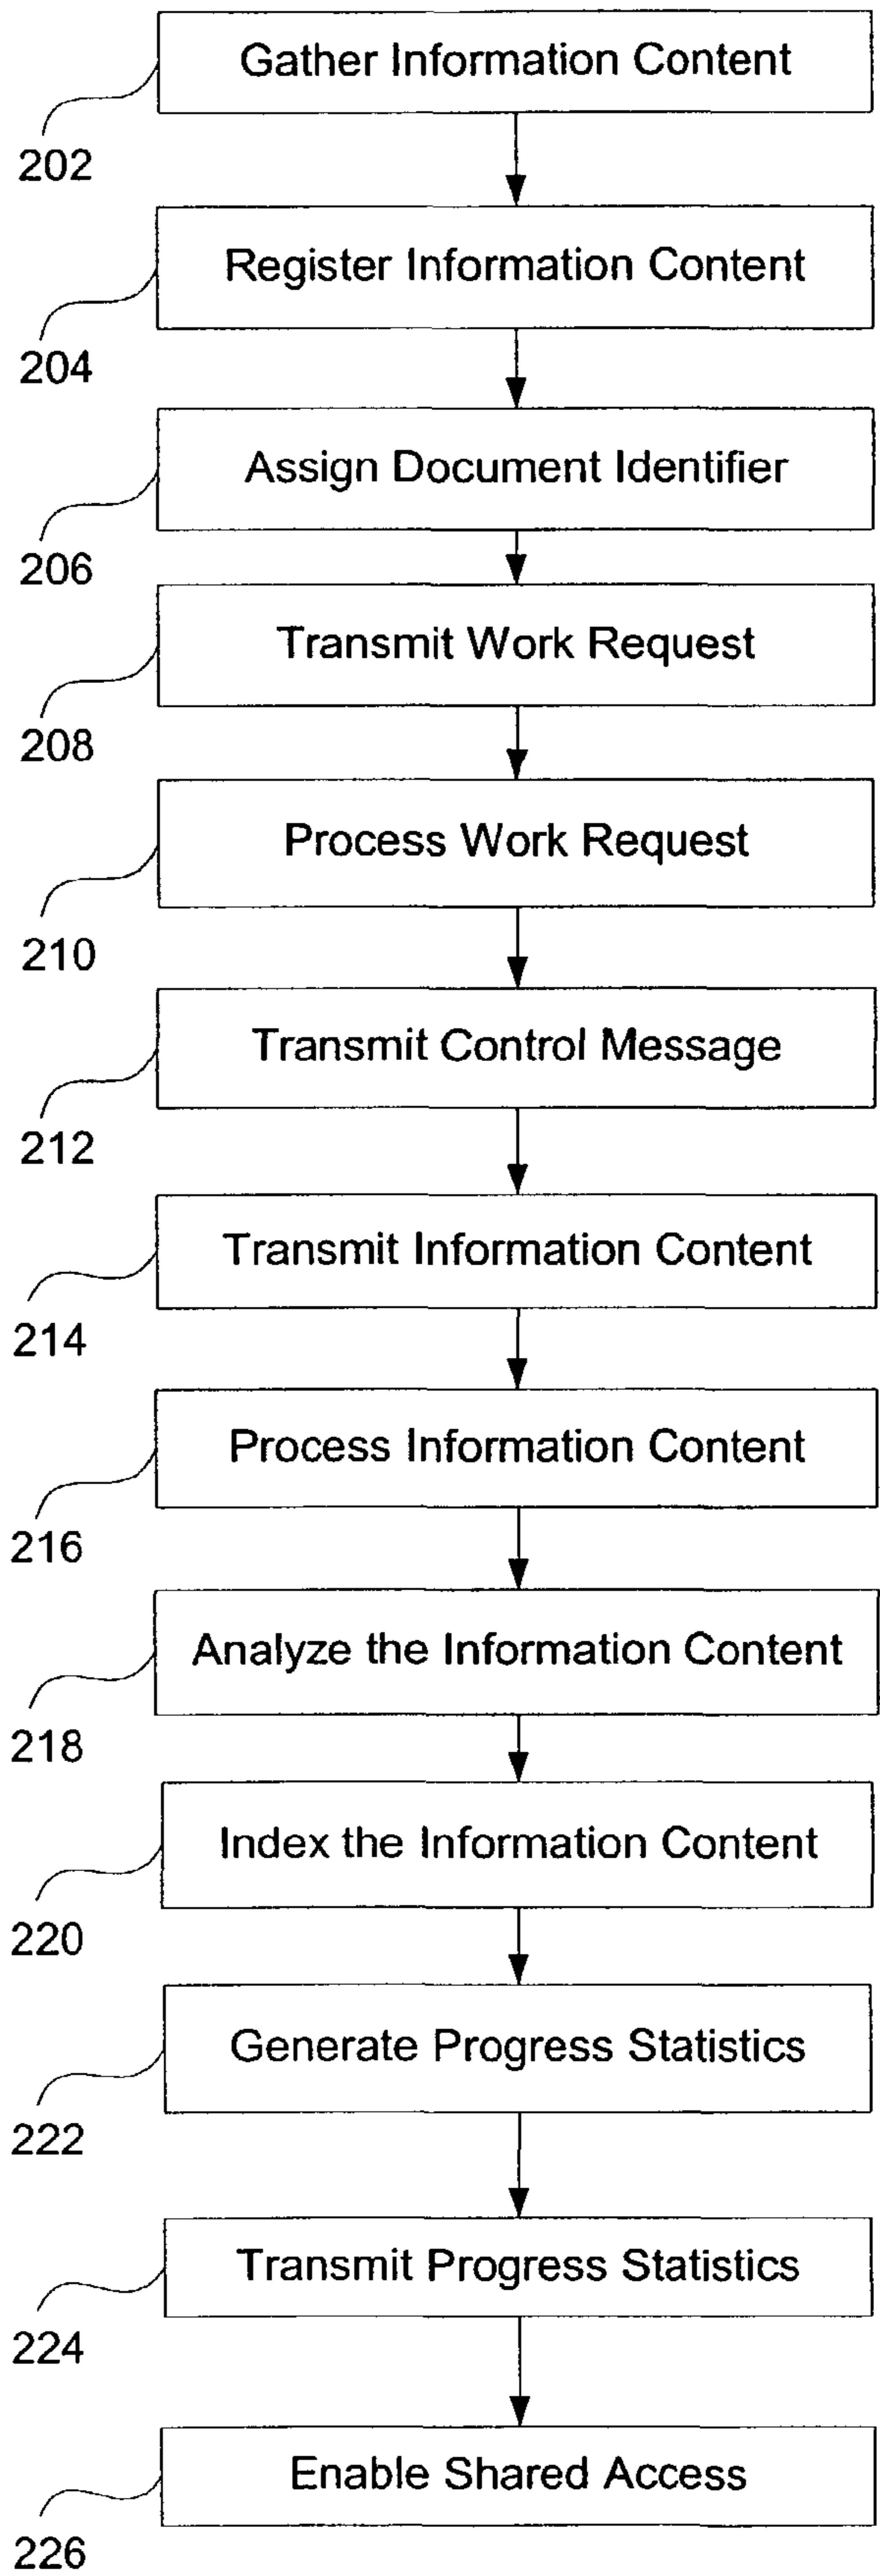 Gather Information Content
202
Register Information Content
204
Assign Document Identifier
206
Transmit Work Request
208
Process Work Request
210
Transmit Control Message
212
Transmit Information Content
214
Process Information Content
216
Analyze the Information Content
218
Index the Information Content
220
Generate Progress Statistics
222
Transmit Progress Statistics
224
Enable Shared Access
226